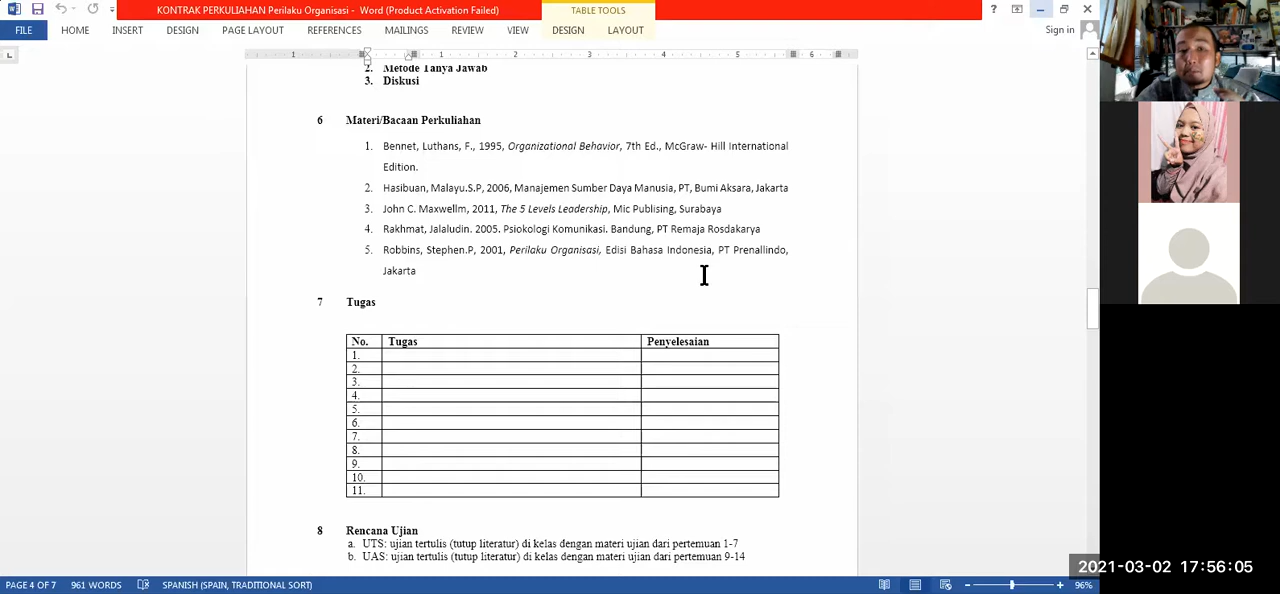 KONTRAK PERKULIAHAN Perilaku Organisasi - Word (Product Activation Failed)
TABLE TOOLS
FILE HOME INSERT DESIGN PAGE LAYOUT REFERENCES MAILINGS REVIEW VIEW DESIGN LAYOUT
Sign in
1 1 2 3 4 5 6
2. Metode Tanya Jawab
3. Diskusi
6 Materi/Bacaan Perkuliahan
1. Bennet, Luthans, F., 1995, Organizational Behavior, 7th Ed., McGraw- Hill International
Edition.
2. Hasibuan, Malayu.S.P, 2006, Manajemen Sumber Daya Manusia, PT, Bumi Aksara, Jakarta
3. John C. Maxwellm, 2011, The 5 Levels Leadership, Mic Publising, Surabaya
4. Rakhmat, Jalaludin. 2005. Psiokologi Komunikasi. Bandung, PT Remaja Rosdakarya
5. Robbins, Stephen.P, 2001, Perilaku Organisasi, Edisi Bahasa Indonesia, PT Prenallindo,
Jakarta
7 Tugas
No. Tugas Penyelesaian
1.
2.
3.
4.
5.
6.
7.
8.
9.
10.
11.
8 Rencana Ujian
a. UTS: ujian tertulis (tutup literatur) di kelas dengan materi ujian dari pertemuan 1-7
b. UAS: ujian tertulis (tutup literatur) di kelas dengan materi ujian dari pertemuan 9-14
2021-03-02 17:56:05
PAGE 4 OF 7 961 WORDS SPANISH (SPAIN, TRADITIONAL SORT) 96%